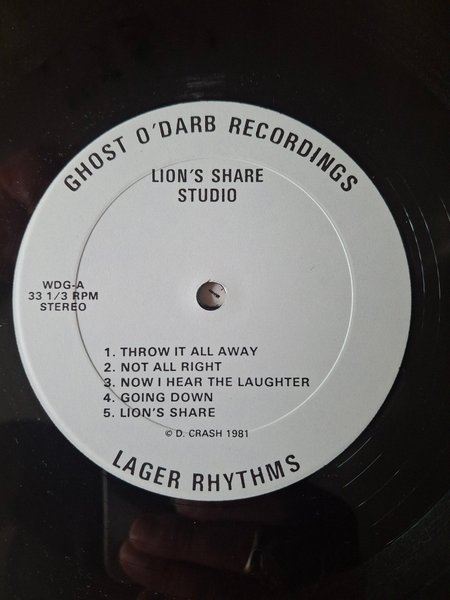 GHOST O'DARB RECORDINGS
LION'S SHARE
STUDIO
WDG-A
33 1/3 RPM
STEREO
1. THROW IT ALL AWAY
2. NOT ALL RIGHT
3. NOW I HEAR THE LAUGHTER
4. GOING DOWN
5. LION'S SHARE
© D. CRASH 1981
LAGER RHYTHMS